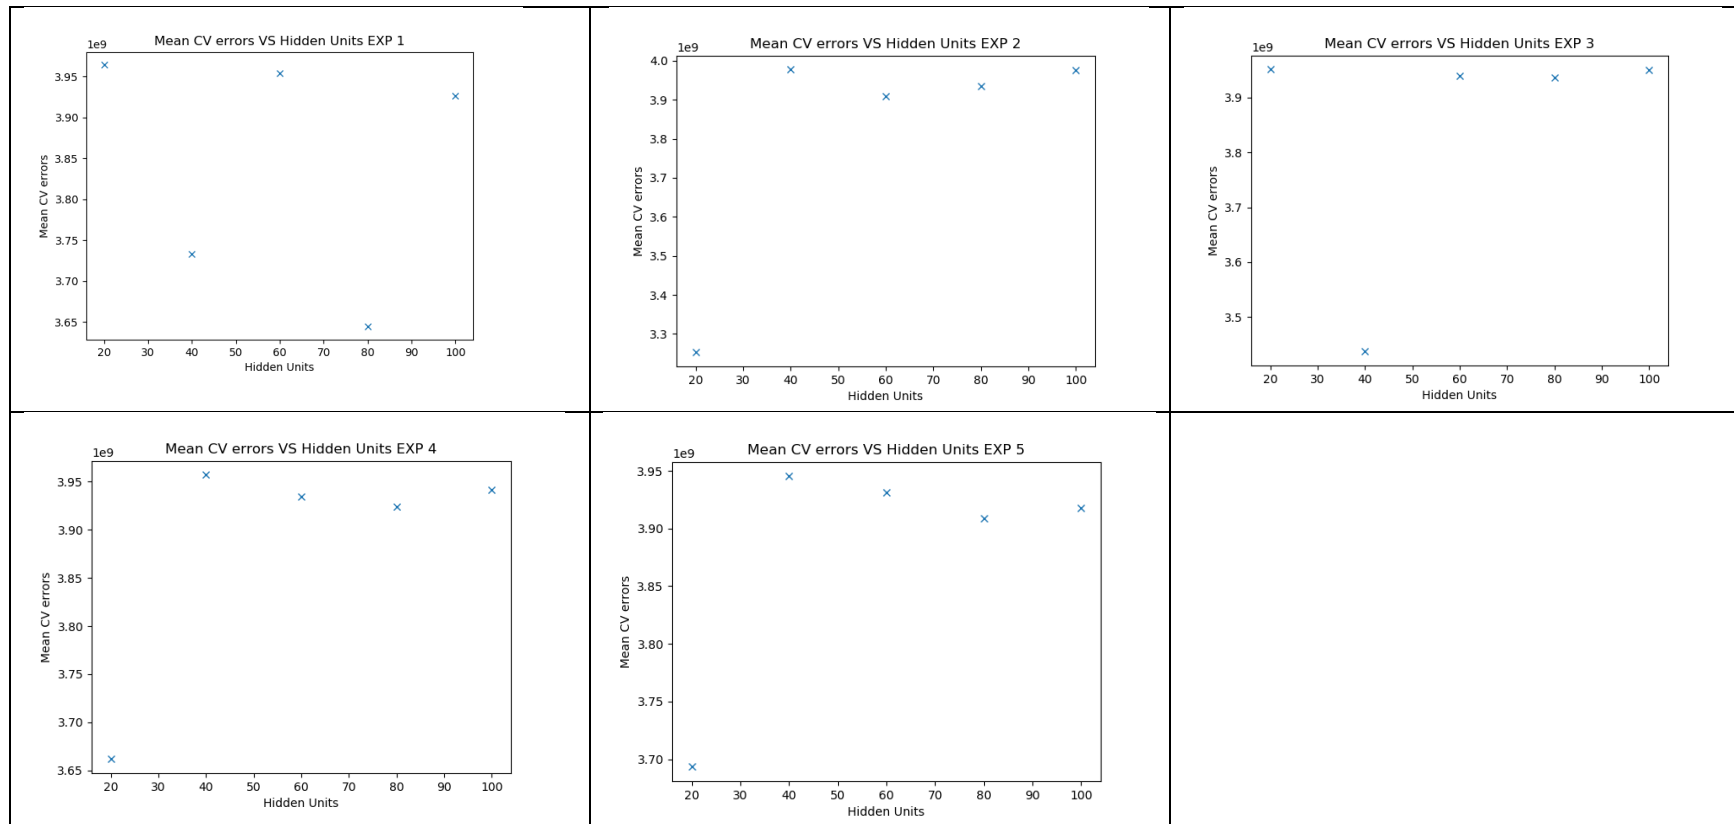 Mean CV errors VS Hidden Units EXP 1
1e9
3.95
3.90
3.85
3.80
3.75
3.70
3.65
Mean CV errors
20 30 40 50 60 70 80 90 100
Hidden Units
Mean CV errors VS Hidden Units EXP 2
1e9
4.0
3.9
3.8
3.7
3.6
3.5
3.4
3.3
Mean CV errors
20 30 40 50 60 70 80 90 100
Hidden Units
Mean CV errors VS Hidden Units EXP 3
1e9
3.9
3.8
3.7
3.6
3.5
Mean CV errors
20 30 40 50 60 70 80 90 100
Hidden Units
Mean CV errors VS Hidden Units EXP 4
1e9
3.95
3.90
3.85
3.80
3.75
3.70
3.65
Mean CV errors
20 30 40 50 60 70 80 90 100
Hidden Units
Mean CV errors VS Hidden Units EXP 5
1e9
3.95
3.90
3.85
3.80
3.75
3.70
Mean CV errors
20 30 40 50 60 70 80 90 100
Hidden Units